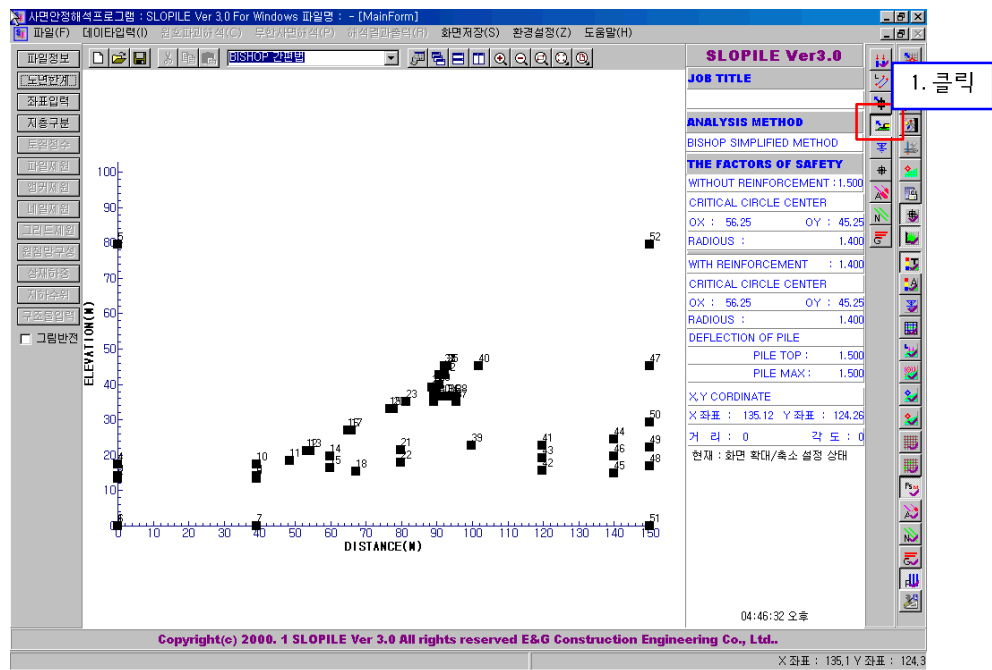 사면안정해석프로그램 : SLOPILE Ver 3,0 For Windows 파일명 : - [MainForm]
파일(F) 데이타입력(I) 원호파괴해석(C) 무한사면해석(P) 해석결과출력(R) 화면저장(S) 환경설정(Z) 도움말(H)
파일정보
BISHOP 간편법
도면한계
좌표입력
지층구분
토질정수
파일제원
앵커제원
네일제원
그리드제원
원점망구성
상재하중
지하수위
구조물입력
그림반전
1. 클릭
SLOPILE Ver3.0
JOB TITLE
ANALYSIS METHOD
BISHOP SIMPLIFIED METHOD
THE FACTORS OF SAFETY
WITHOUT REINFORCEMENT : 1.500
CRITICAL CIRCLE CENTER
OX : 56.25 OY : 45.25
RADIOUS : 1.400
WITH REINFORCEMENT : 1.400
CRITICAL CIRCLE CENTER
OX : 56.25 OY : 45.25
RADIOUS : 1.400
DEFLECTION OF PILE
PILE TOP : 1.500
PILE MAX : 1.500
X,Y CORDINATE
X 좌표 : 135.12 Y 좌표 : 124.26
거 리 : 0 각 도 : 0
현재 : 화면 확대/축소 설정 상태
04:46:32 오후
ELEVATION(M)
100
90
80
70
60
50
40
30
20
10
0 10 20 30 40 50 60 70 80 90 100 110 120 130 140 150
DISTANCE(M)
5
52
40
47
23
50
39
41
44
49
43
46
48
42
45
21
22
14
15
18
10
11
13
6
7
51
Copyright(c) 2000. 1 SLOPILE Ver 3.0 All rights reserved E&G Construction Engineering Co., Ltd..
X 좌표 : 135,1 Y 좌표 : 124,3